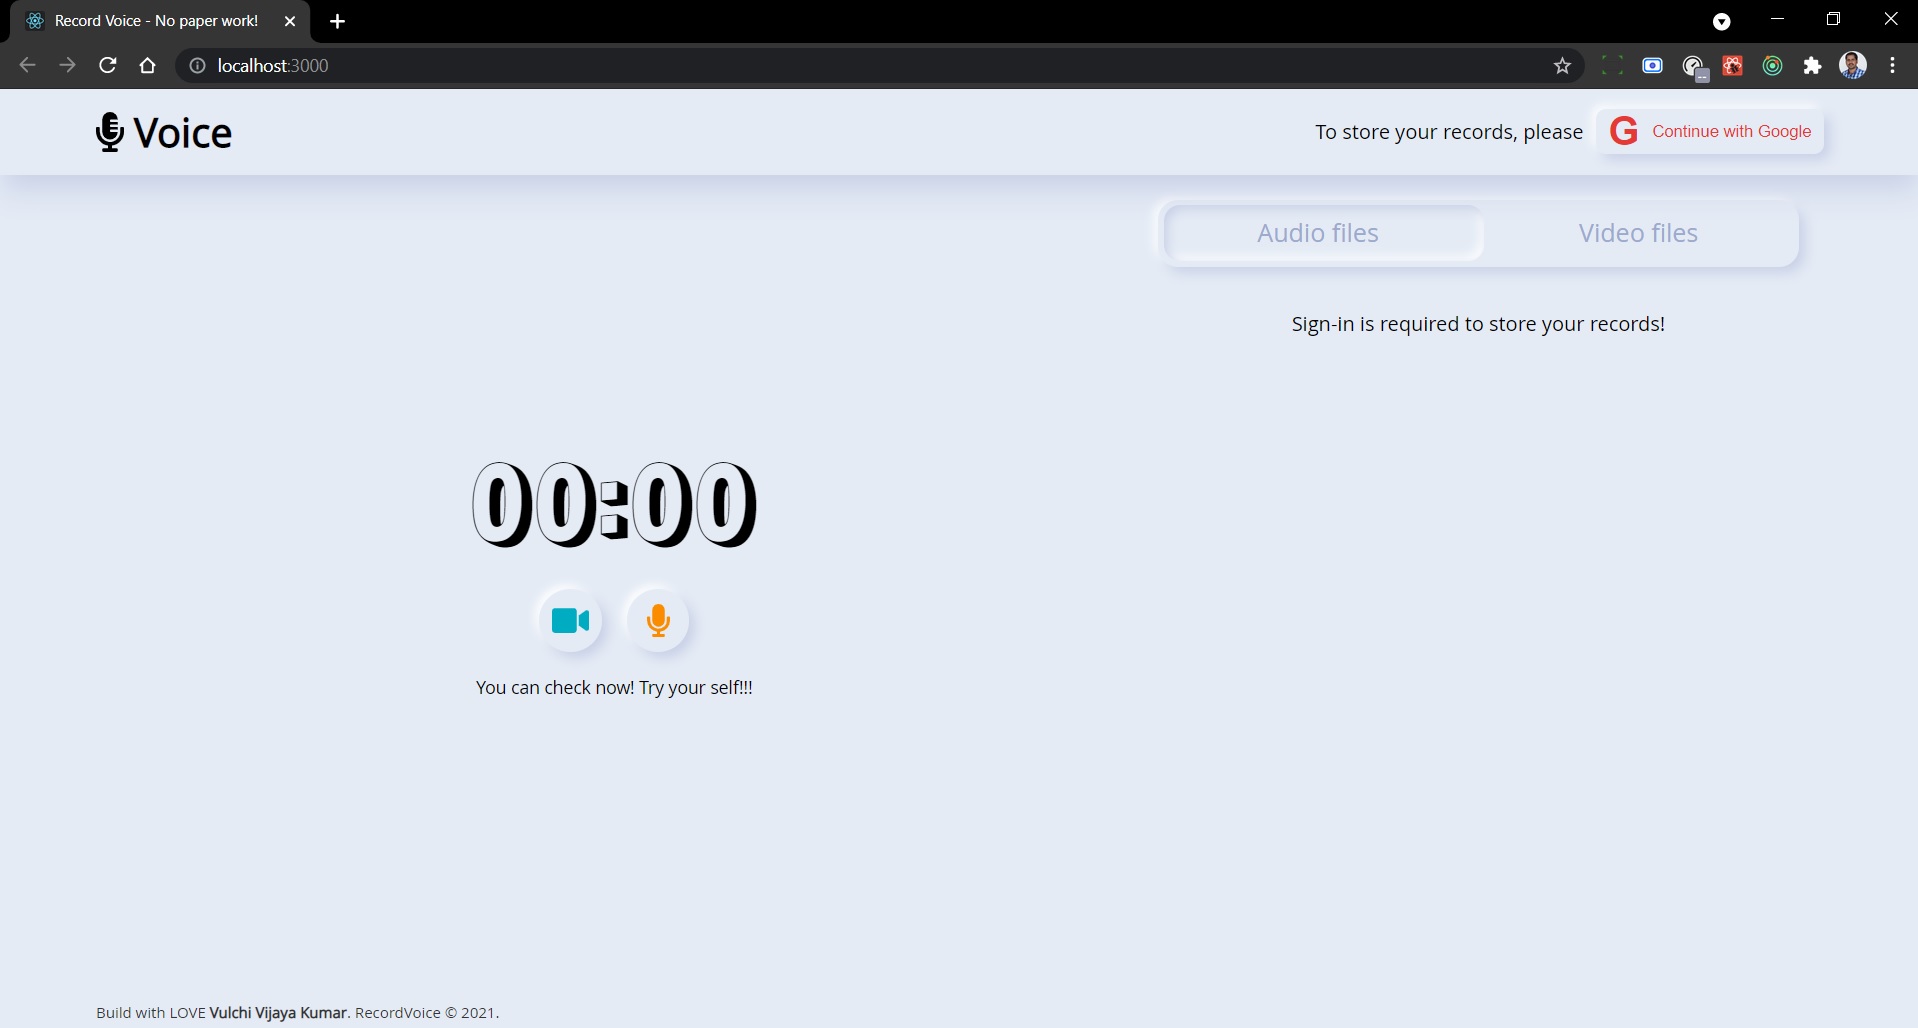 Record Voice - No paper work!
localhost:3000
Voice
To store your records, please
G Continue with Google
Audio files
Video files
Sign-in is required to store your records!
00:00
You can check now! Try your self!!!
Build with LOVE Vulchi Vijaya Kumar. RecordVoice © 2021.